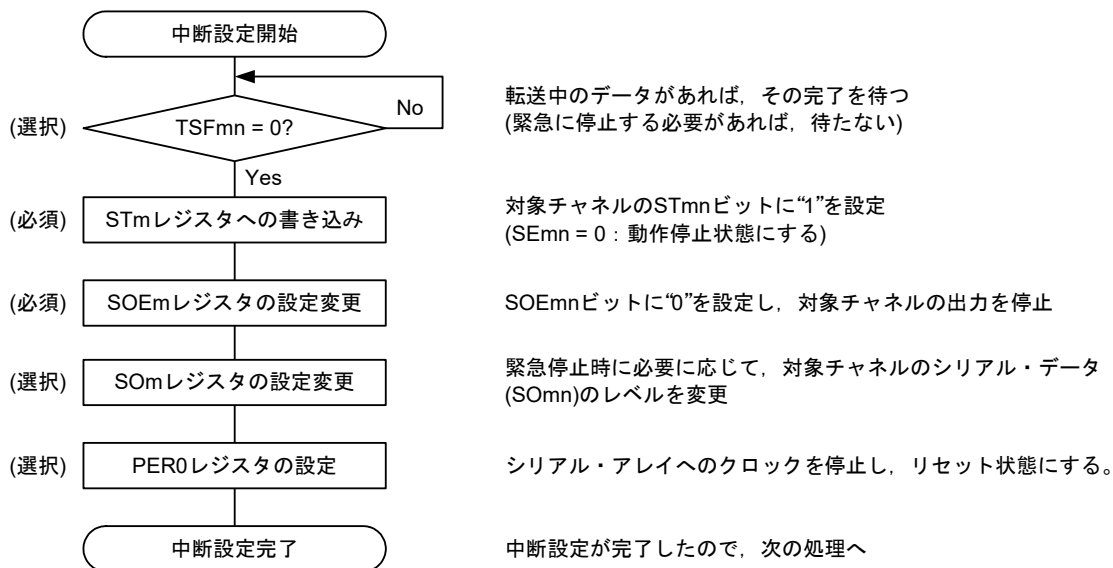 中断設定開始
No
転送中のデータがあれば，その完了を待つ
(選択)
TSFmn = 0?
(緊急に停止する必要があれば，待たない)
Yes
(必須)
STmレジスタへの書き込み
対象チャネルのSTmnビットに“1”を設定
(SEmn = 0：動作停止状態にする)
(必須)
SOEmレジスタの設定変更
SOEmnビットに“0”を設定し，対象チャネルの出力を停止
(選択)
SOmレジスタの設定変更
緊急停止時に必要に応じて，対象チャネルのシリアル・データ
(SOmn)のレベルを変更
(選択)
PER0レジスタの設定
シリアル・アレイへのクロックを停止し，リセット状態にする。
中断設定完了
中断設定が完了したので，次の処理へ